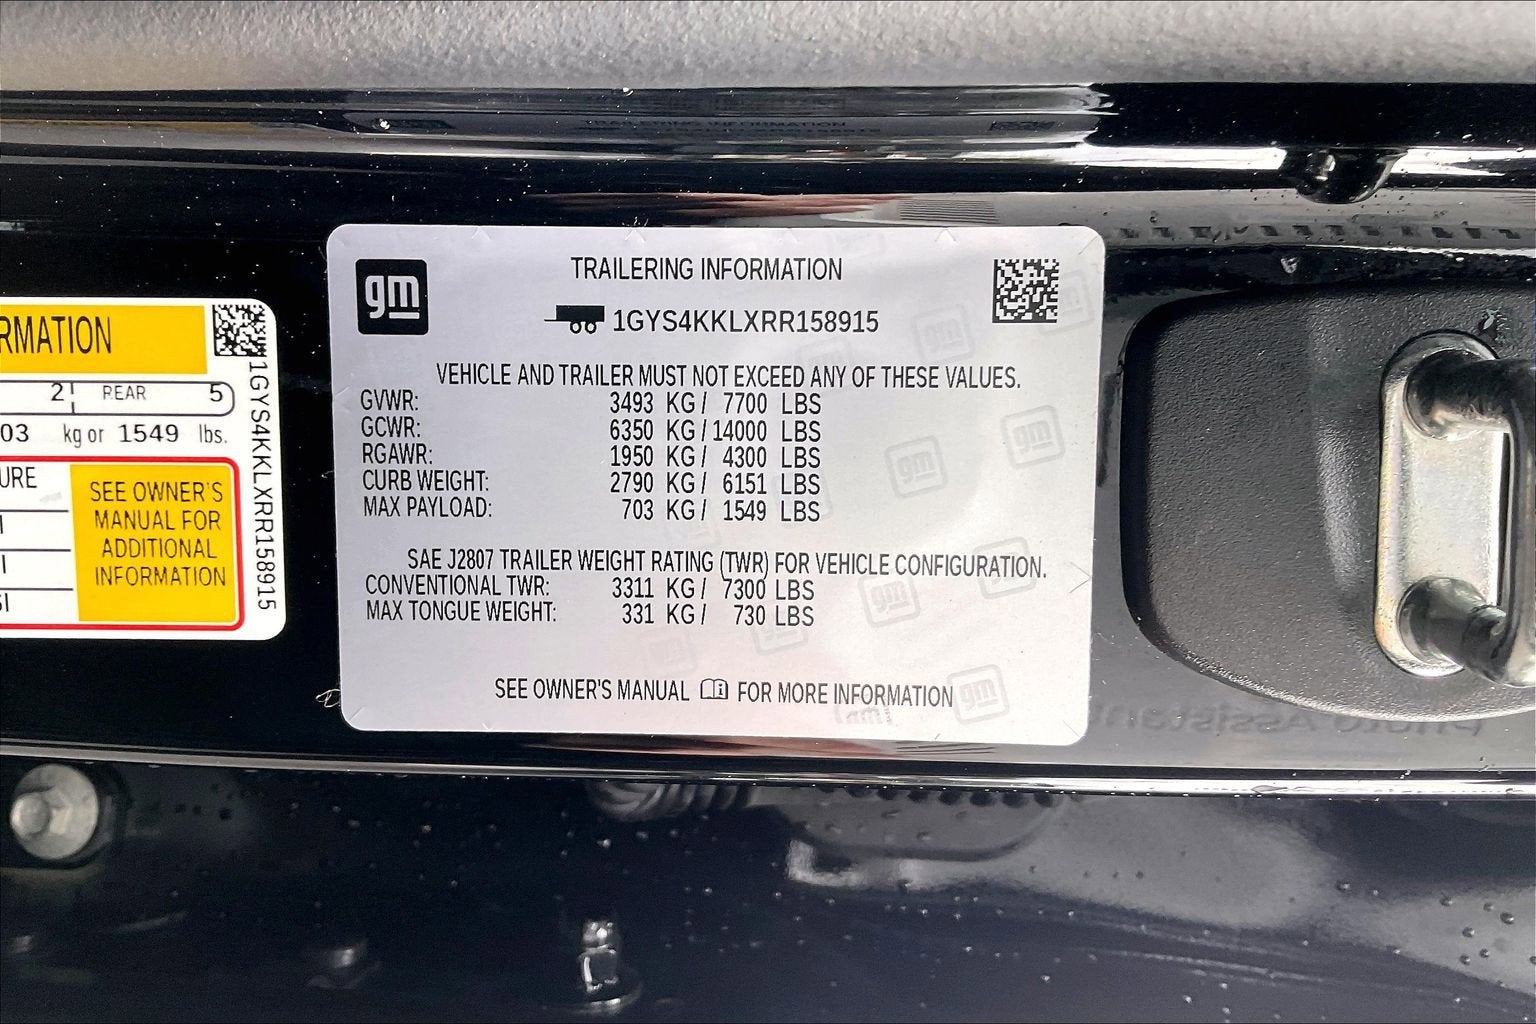 RMATION
2 REAR 5
03 kg or 1549 lbs.
URE
SEE OWNER'S
MANUAL FOR
ADDITIONAL
INFORMATION
I
I
SI
1GYS4KKLXRR158915
gm
TRAILERING INFORMATION
1GYS4KKLXRR158915
VEHICLE AND TRAILER MUST NOT EXCEED ANY OF THESE VALUES.
GVWR: 3493 KG / 7700 LBS
GCWR: 6350 KG / 14000 LBS
RGAWR: 1950 KG / 4300 LBS
CURB WEIGHT: 2790 KG / 6151 LBS
MAX PAYLOAD: 703 KG / 1549 LBS
SAE J2807 TRAILER WEIGHT RATING (TWR) FOR VEHICLE CONFIGURATION.
CONVENTIONAL TWR: 3311 KG / 7300 LBS
MAX TONGUE WEIGHT: 331 KG / 730 LBS
SEE OWNER'S MANUAL FOR MORE INFORMATION